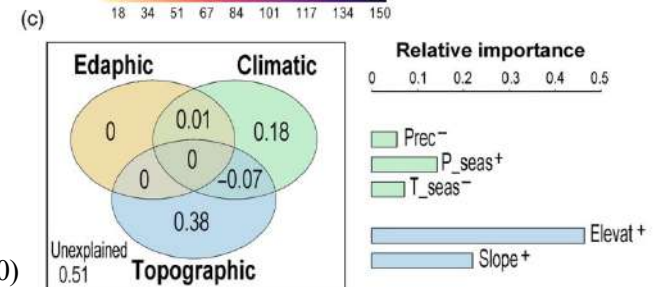 18 34 51 67 84 101 117 134 150
(c)
Edaphic Climatic
0
0.01
0.18
0
0
−0.07
0.38
Unexplained
0.51
Topographic
Relative importance
0 0.1 0.2 0.3 0.4 0.5
Prec−
P_seas+
T_seas−
Elevat +
Slope +
0)